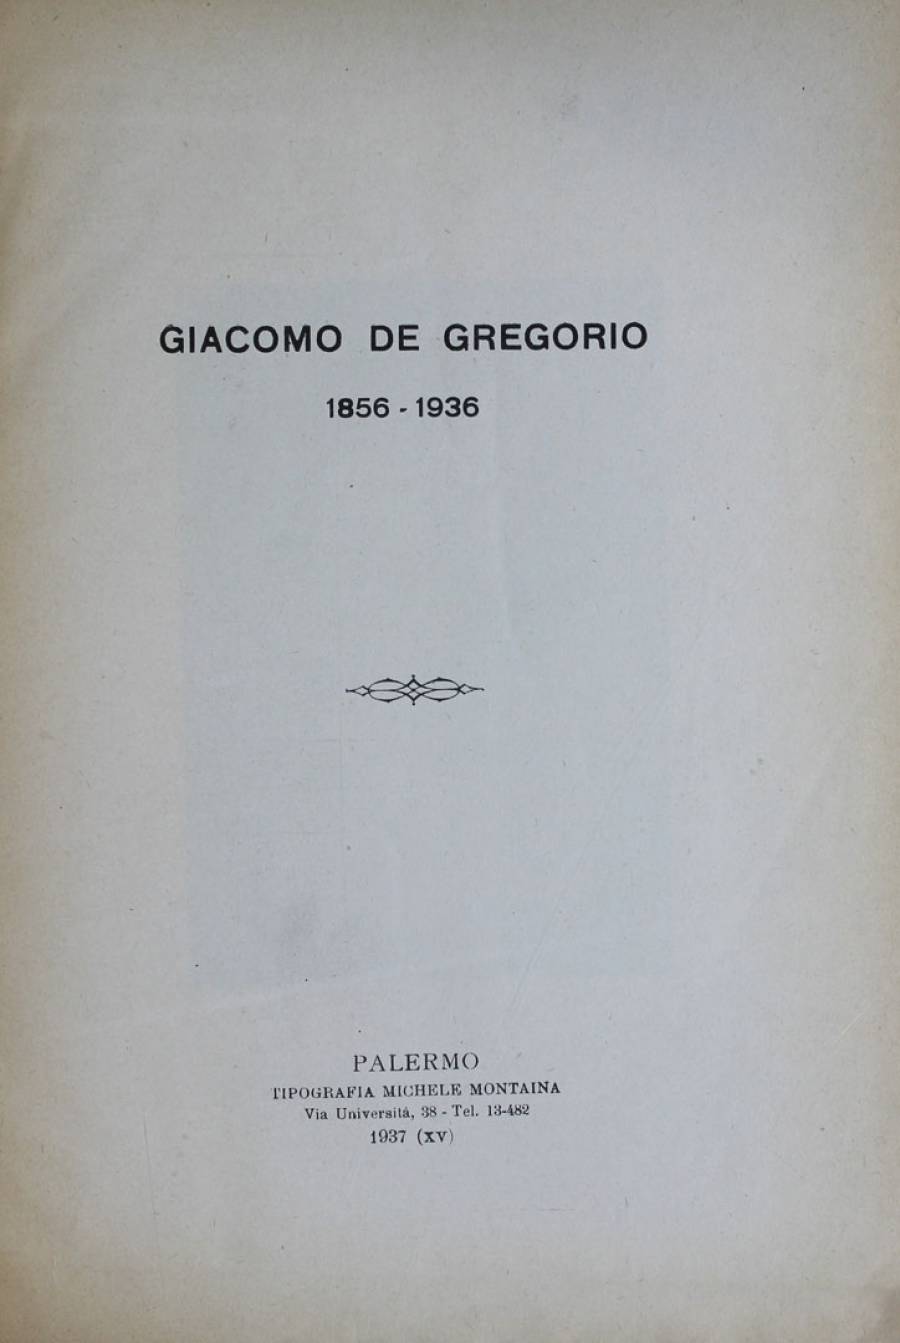 GIACOMO DE GREGORIO
1856 - 1936
PALERMO
TIPOGRAFIA MICHELE MONTAINA
Via Università, 38 - Tel. 13-482
1937 (XV)